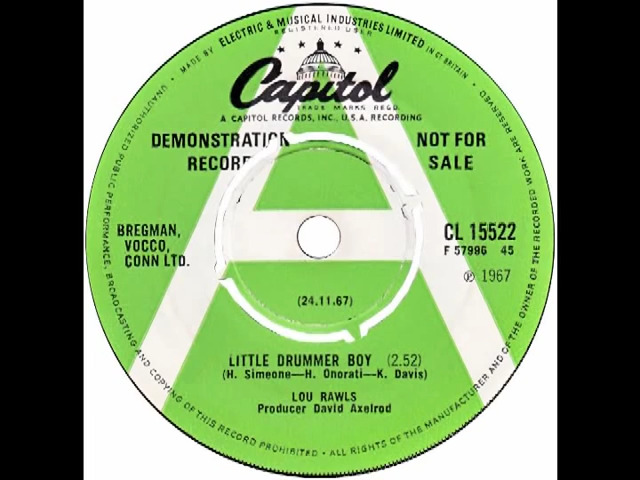 MADE BY ELECTRIC & MUSICAL INDUSTRIES LIMITED IN GT. BRITAIN
REGISTERED USER
Capitol
TRADE MARKS REGD.
A CAPITOL RECORDS, INC., U.S.A. RECORDING
DEMONSTRATION NOT FOR
RECORD SALE
BREGMAN,
VOCCO,
CONN LTD.
CL 15522
F 57996 45
℗ 1967
(24.11.67)
LITTLE DRUMMER BOY (2.52)
(H. Simeone—H. Onorati—K. Davis)
LOU RAWLS
Producer David Axelrod
UNAUTHORIZED PUBLIC PERFORMANCE, BROADCASTING AND COPYING OF THIS RECORD PROHIBITED • ALL RIGHTS OF THE MANUFACTURER AND OF THE OWNER OF THE RECORDED WORK ARE RESERVED
A